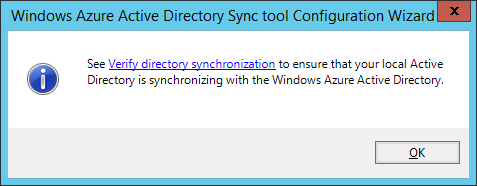 Windows Azure Active Directory Sync tool Configuration Wizard
x
See Verify directory synchronization to ensure that your local Active
Directory is synchronizing with the Windows Azure Active Directory.
OK